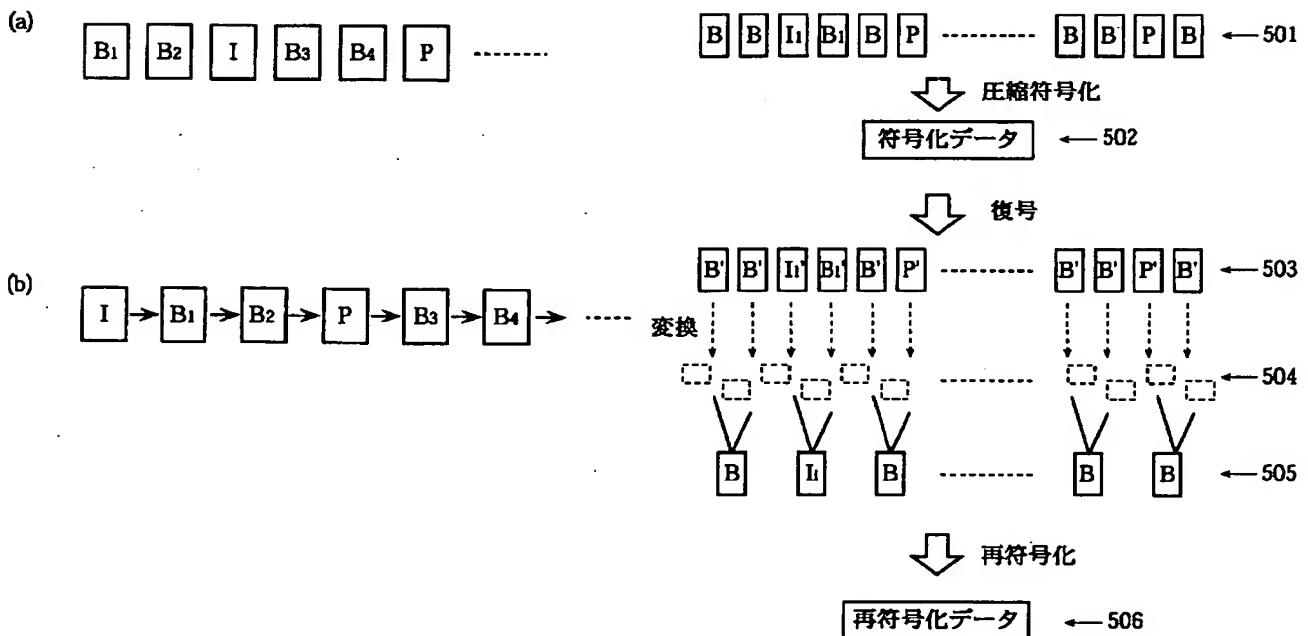 (a)
B1 B2 I B3 B4 P
(b)
I B1 B2 P B3 B4
B B I1 B1 B P B B P B 501
圧縮符号化
符号化データ 502
復号
B' B' I1' B1' B' P' B' B' P' B' 503
変換
504
B I1 B B B 505
再符号化
再符号化データ 506